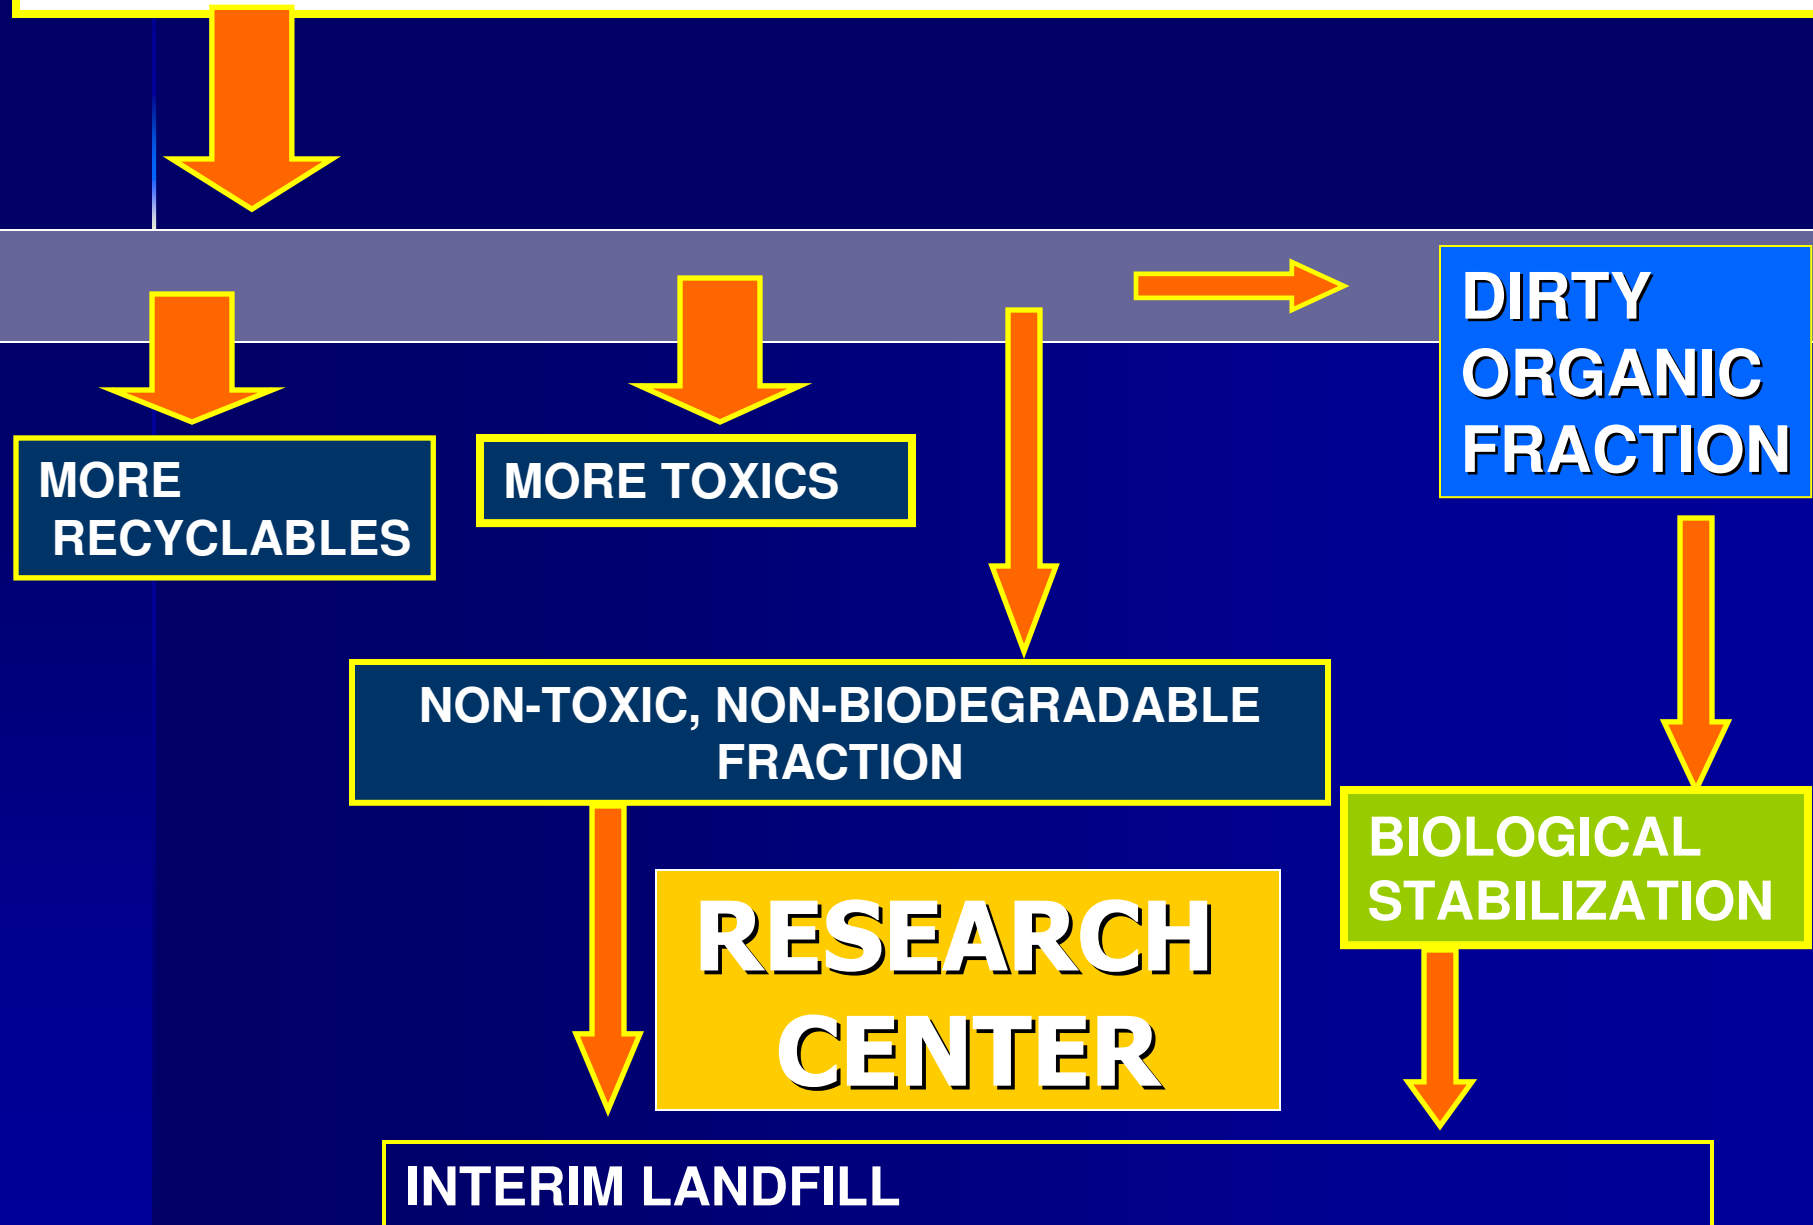 DIRTY
ORGANIC
FRACTION
MORE
RECYCLABLES
MORE TOXICS
NON-TOXIC, NON-BIODEGRADABLE
FRACTION
BIOLOGICAL
STABILIZATION
RESEARCH
CENTER
INTERIM LANDFILL